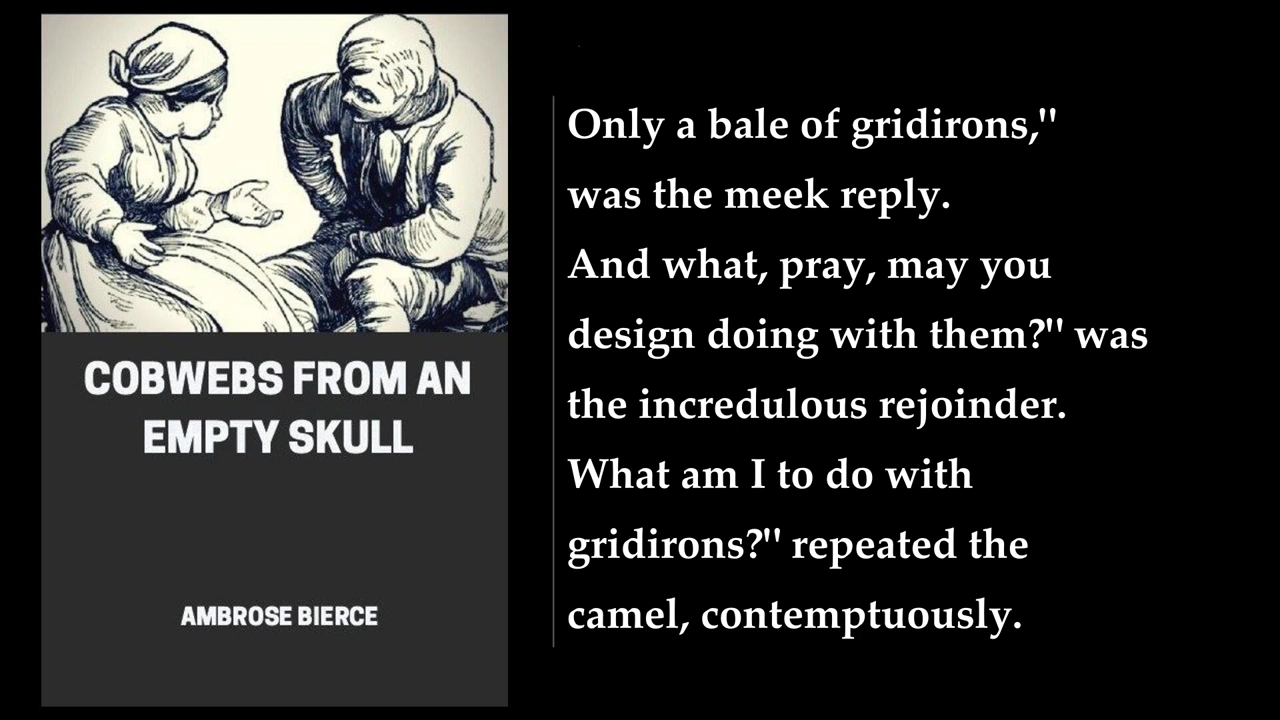 COBWEBS FROM AN
EMPTY SKULL
AMBROSE BIERCE
Only a bale of gridirons,"
was the meek reply.
And what, pray, may you
design doing with them?" was
the incredulous rejoinder.
What am I to do with
gridirons?" repeated the
camel, contemptuously.